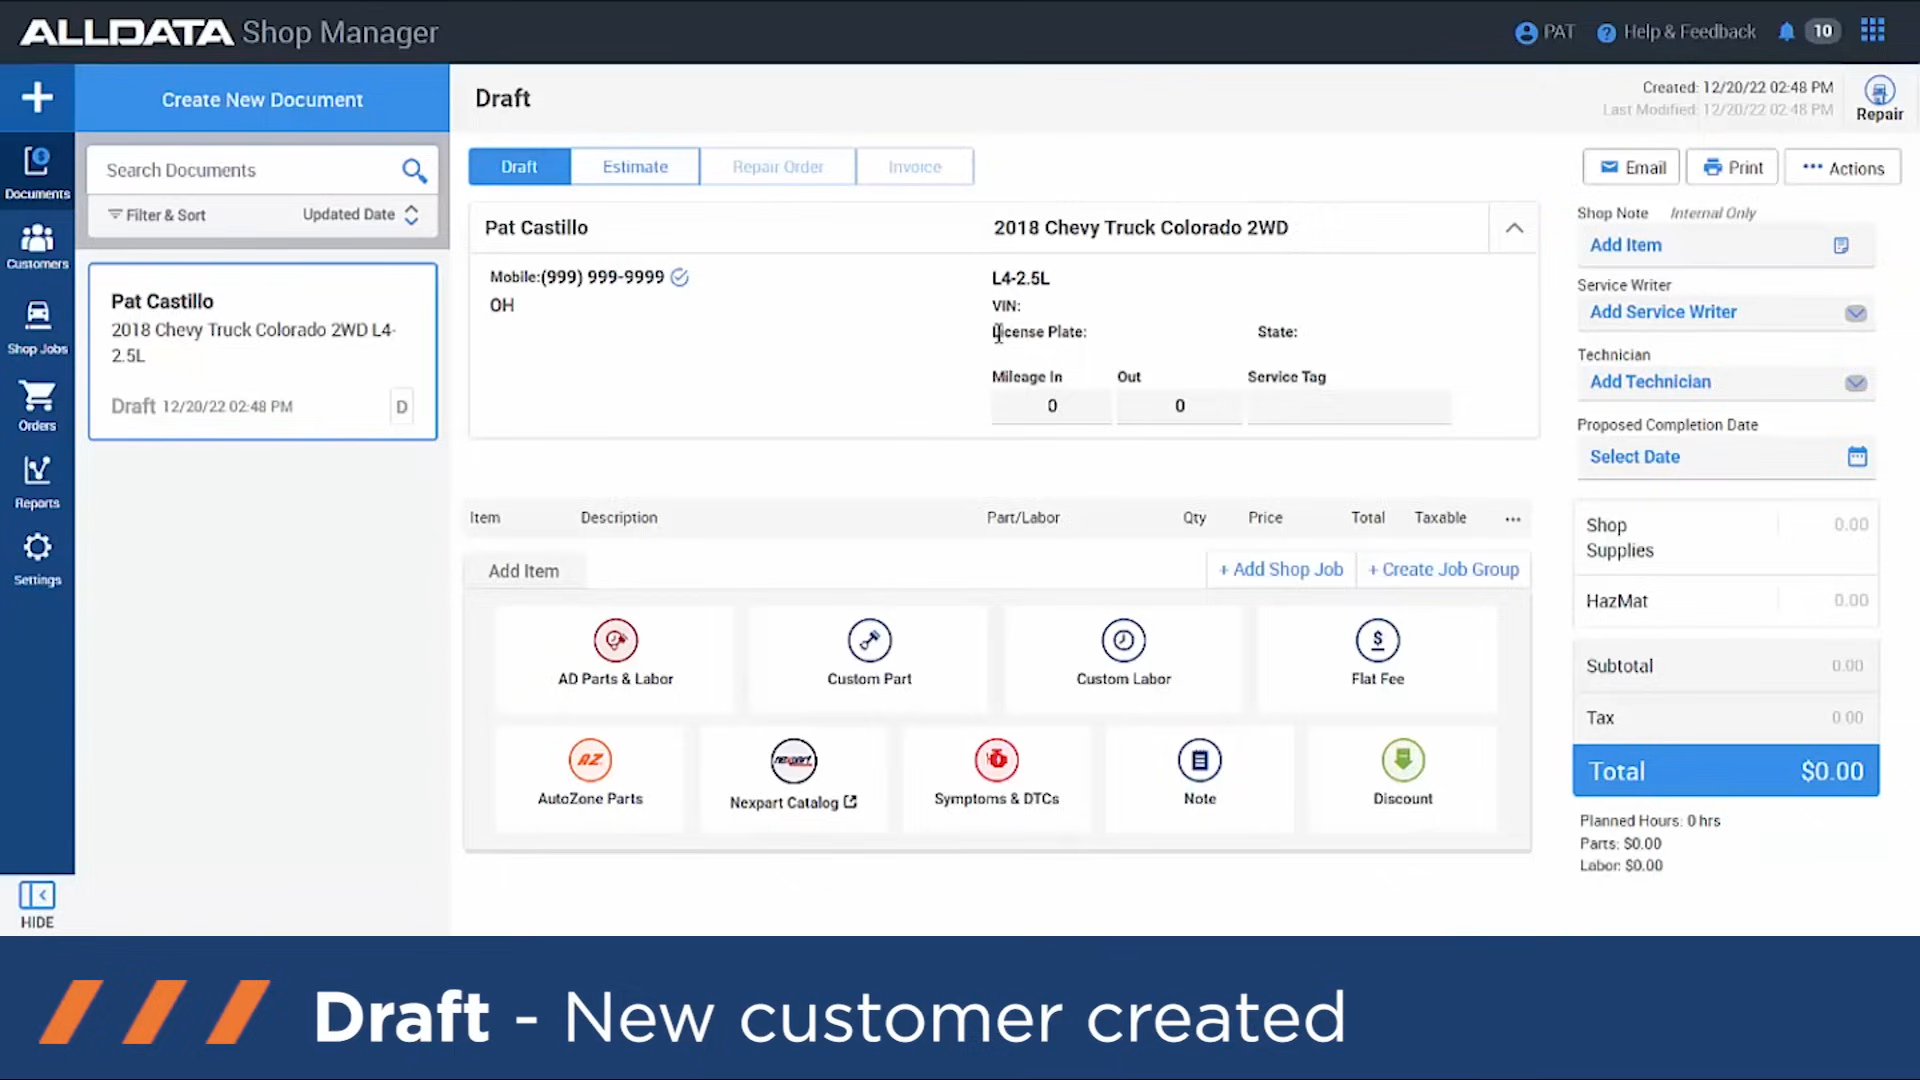 ALLDATA Shop Manager
PAT
Help & Feedback
10
Create New Document
Documents
Customers
Shop Jobs
Orders
Reports
Settings
HIDE
Search Documents
Filter & Sort
Updated Date
Pat Castillo
2018 Chevy Truck Colorado 2WD L4-
2.5L
Draft 12/20/22 02:48 PM
D
Draft
Created: 12/20/22 02:48 PM
Last Modified: 12/20/22 02:48 PM
Repair
Draft
Estimate
Repair Order
Invoice
Email
Print
Actions
Pat Castillo
2018 Chevy Truck Colorado 2WD
Mobile:(999) 999-9999
OH
L4-2.5L
VIN:
License Plate:
State:
Mileage In
Out
Service Tag
0
0
Item
Description
Part/Labor
Qty
Price
Total
Taxable
Add Item
+ Add Shop Job
+ Create Job Group
AD Parts & Labor
Custom Part
Custom Labor
$
Flat Fee
AZ
AutoZone Parts
nexpart
Nexpart Catalog
Symptoms & DTCs
Note
Discount
Shop Note Internal Only
Add Item
Service Writer
Add Service Writer
Technician
Add Technician
Proposed Completion Date
Select Date
Shop
Supplies
0.00
HazMat
0.00
Subtotal
0.00
Tax
0.00
Total
$0.00
Planned Hours: 0 hrs
Parts: $0.00
Labor: $0.00
Draft - New customer created